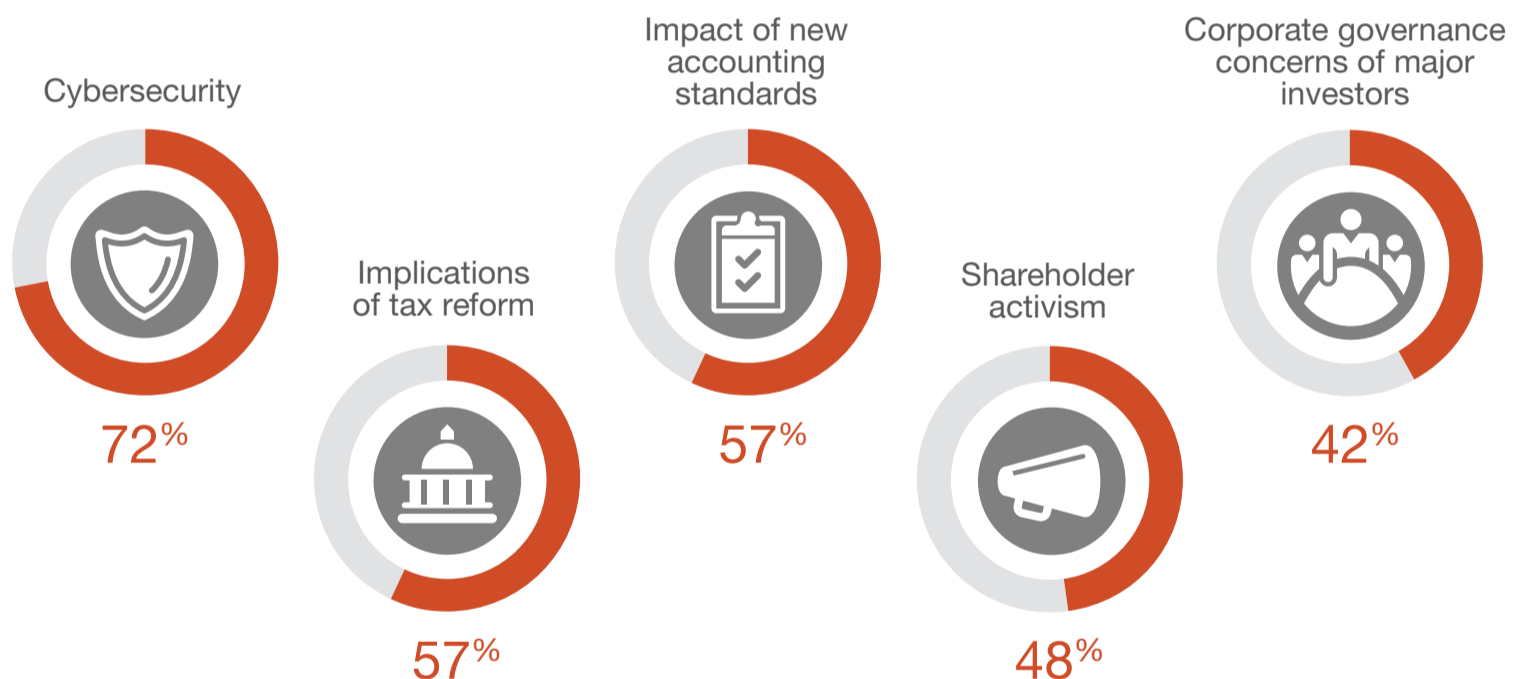 Cybersecurity
72%
Implications
of tax reform
57%
Impact of new
accounting
standards
57%
Shareholder
activism
48%
Corporate governance
concerns of major
investors
42%